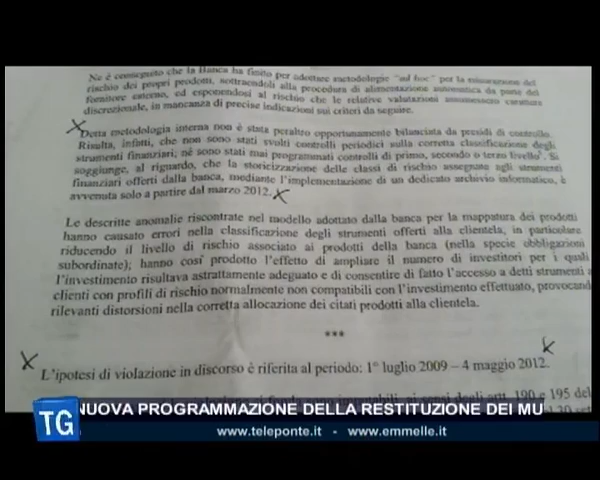 Ne è conseguito che la Banca ha finito per adottare metodologie "ad hoc" per la misurazione del
rischio dei propri prodotti, sottraendoli alla procedura di alimentazione automatica da parte del
fornitore esterno, ed esponendosi al rischio che le relative valutazioni assumessero carattere
discrezionale, in mancanza di precise indicazioni sui criteri da seguire.
Detta metodologia interna non è stata peraltro opportunamente bilanciata da presidi di controllo.
Risulta, infatti, che non sono stati svolti controlli periodici sulla corretta classificazione degli
strumenti finanziari, né sono stati mai programmati controlli di primo, secondo o terzo livello. Si
soggiunge, al riguardo, che la storicizzazione delle classi di rischio assegnate agli strumenti
finanziari offerti dalla banca, mediante l'implementazione di un dedicato archivio informatico, è
avvenuta solo a partire dal marzo 2012.
Le descritte anomalie riscontrate nel modello adottato dalla banca per la mappatura dei prodotti
hanno causato errori nella classificazione degli strumenti offerti alla clientela, in particolare
riducendo il livello di rischio associato ai prodotti della banca (nella specie obbligazioni
subordinate); hanno così prodotto l'effetto di ampliare il numero di investitori per i quali
l'investimento risultava astrattamente adeguato e di consentire di fatto l'accesso a detti strumenti a
clienti con profili di rischio normalmente non compatibili con l'investimento effettuato, provocando
rilevanti distorsioni nella corretta allocazione dei citati prodotti alla clientela.
***
L'ipotesi di violazione in discorso è riferita al periodo: 1° luglio 2009 – 4 maggio 2012.
degli artt. 190 e 195 del
TG NUOVA PROGRAMMAZIONE DELLA RESTITUZIONE DEI MU
www.teleponte.it - www.emmelle.it